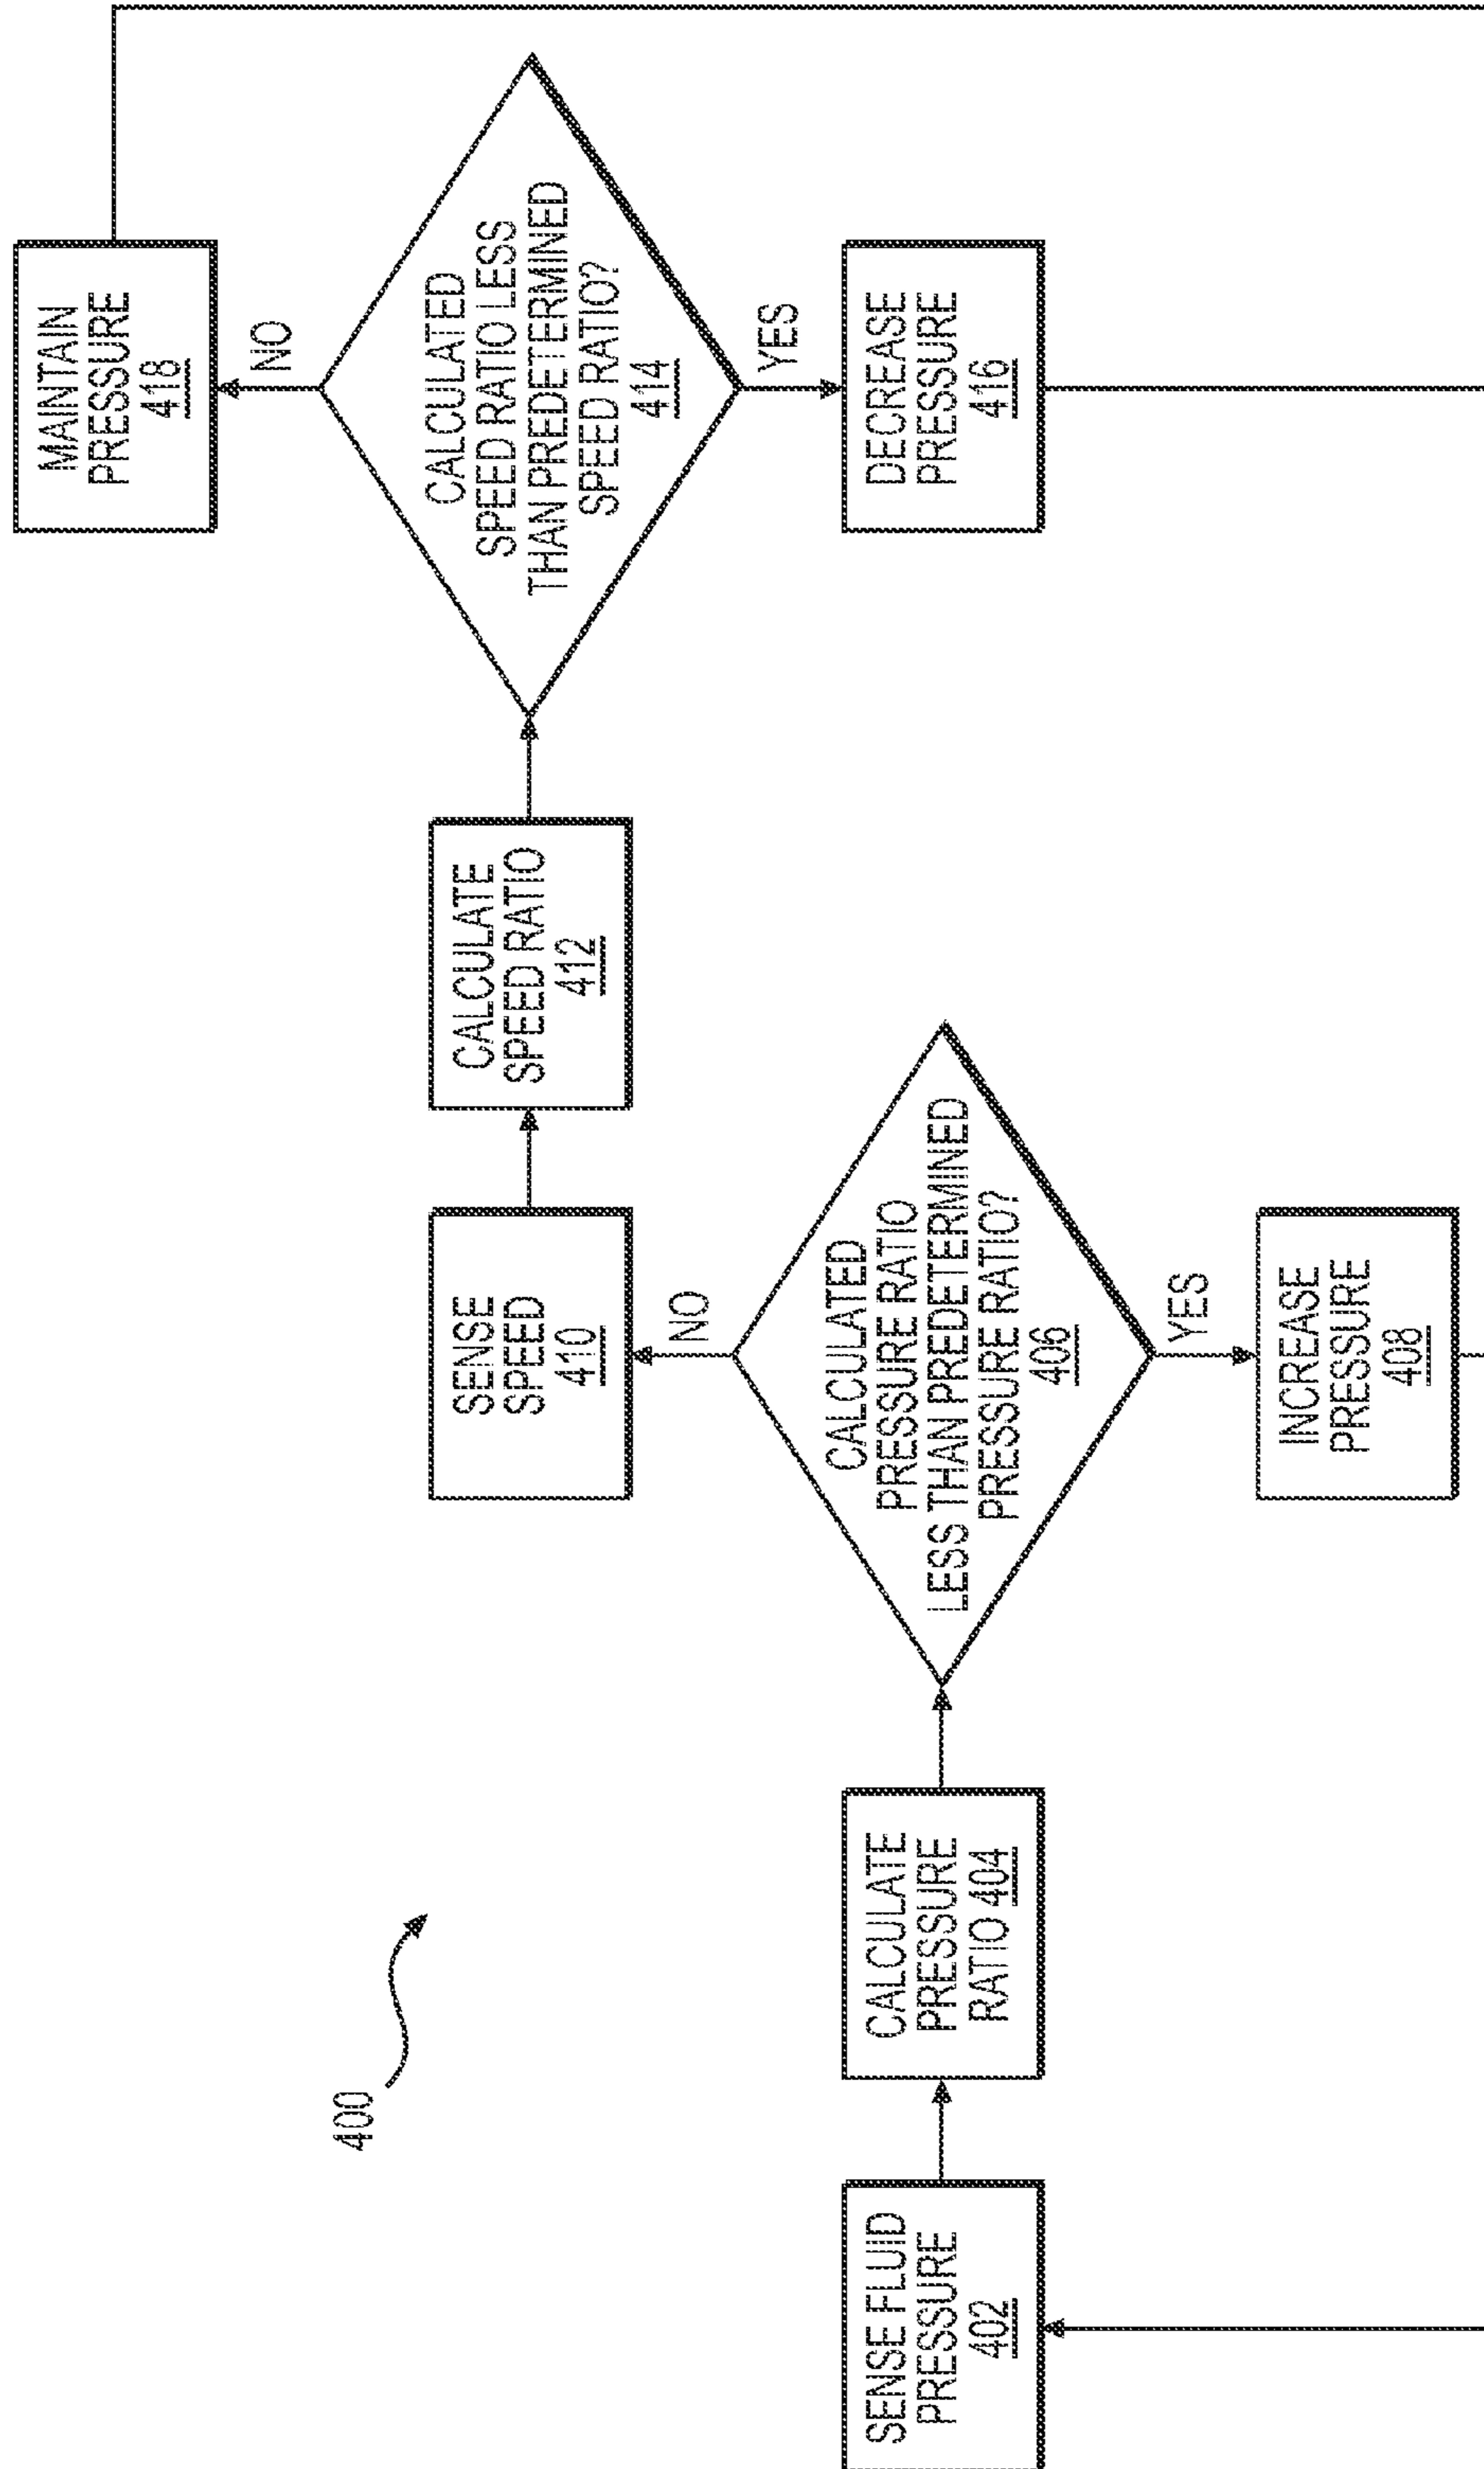 400
SENSE FLUID
PRESSURE
402
CALCULATE
PRESSURE
RATIO 404
CALCULATED
PRESSURE RATIO
LESS THAN PREDETERMINED
PRESSURE RATIO?
406
YES
INCREASE
PRESSURE
408
NO
SENSE
SPEED
410
CALCULATE
SPEED RATIO
412
CALCULATED
SPEED RATIO LESS
THAN PREDETERMINED
SPEED RATIO?
414
YES
DECREASE
PRESSURE
416
NO
MAINTAIN
PRESSURE
418